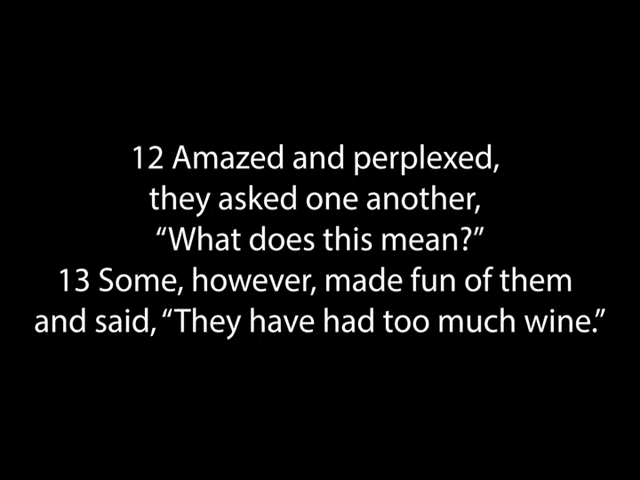 12 Amazed and perplexed,
they asked one another,
“What does this mean?”
13 Some, however, made fun of them
and said, “They have had too much wine.”